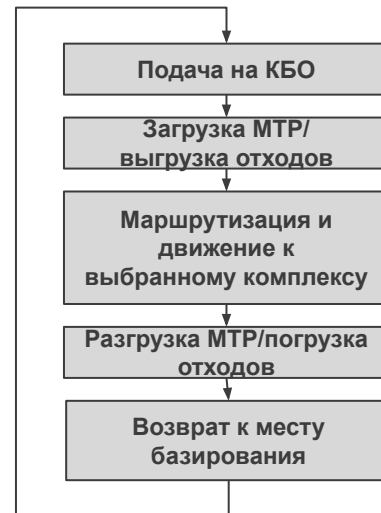 Подача на КБО
Загрузка МТР/
выгрузка отходов
Маршрутизация и
движение к
выбранному комплексу
Разгрузка МТР/погрузка
отходов
Возврат к месту
базирования